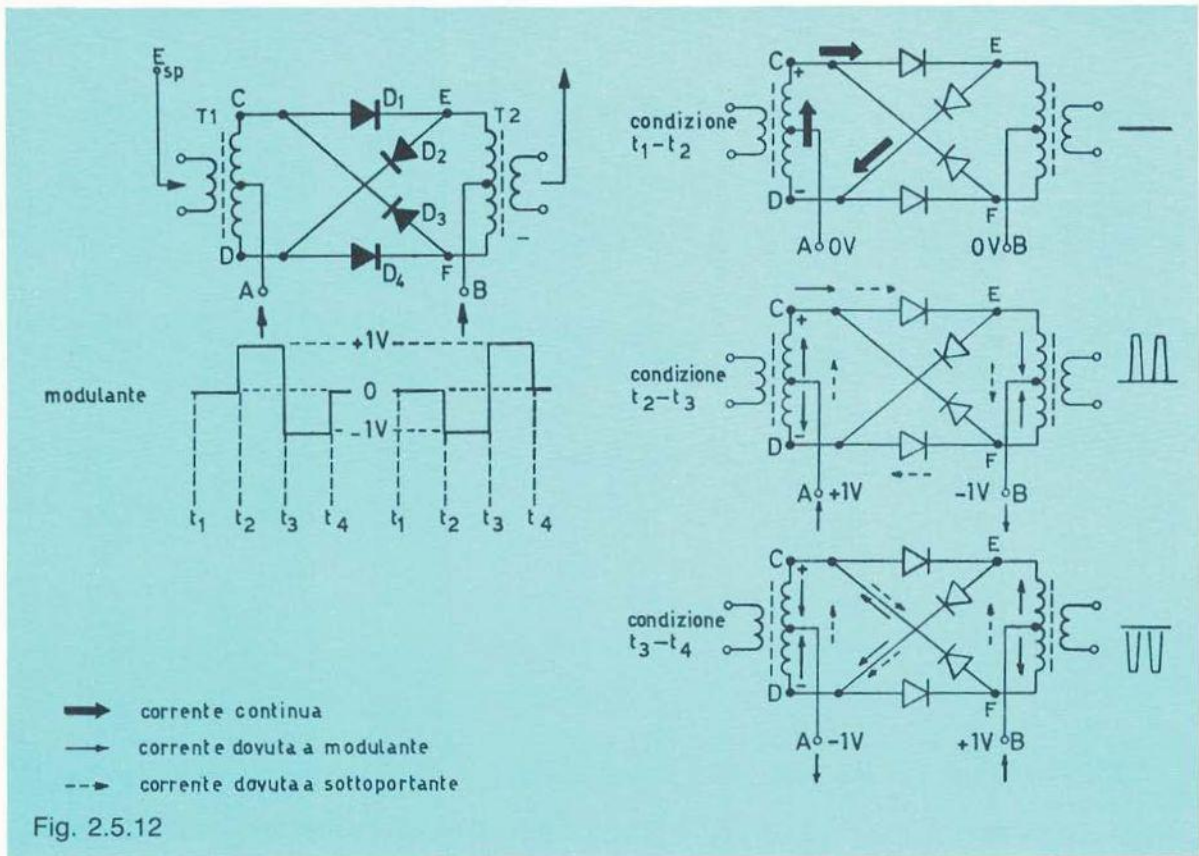 E sp
C
D₁
E
T1
T2
D₂
D₃
D
D₄
F
-
A
B
modulante
+1V
0
-1V
t₁
t₂
t₃
t₄
t₁
t₂
t₃
t₄
corrente continua
corrente dovuta a modulante
corrente dovuta a sottoportante
Fig. 2.5.12
C
+
E
condizione
t₁-t₂
D
-
F
A
0V
0V
B
C
+
E
condizione
t₂-t₃
D
-
F
A
+1V
-1V
B
C
+
E
condizione
t₃-t₄
D
-
F
A
-1V
+1V
B